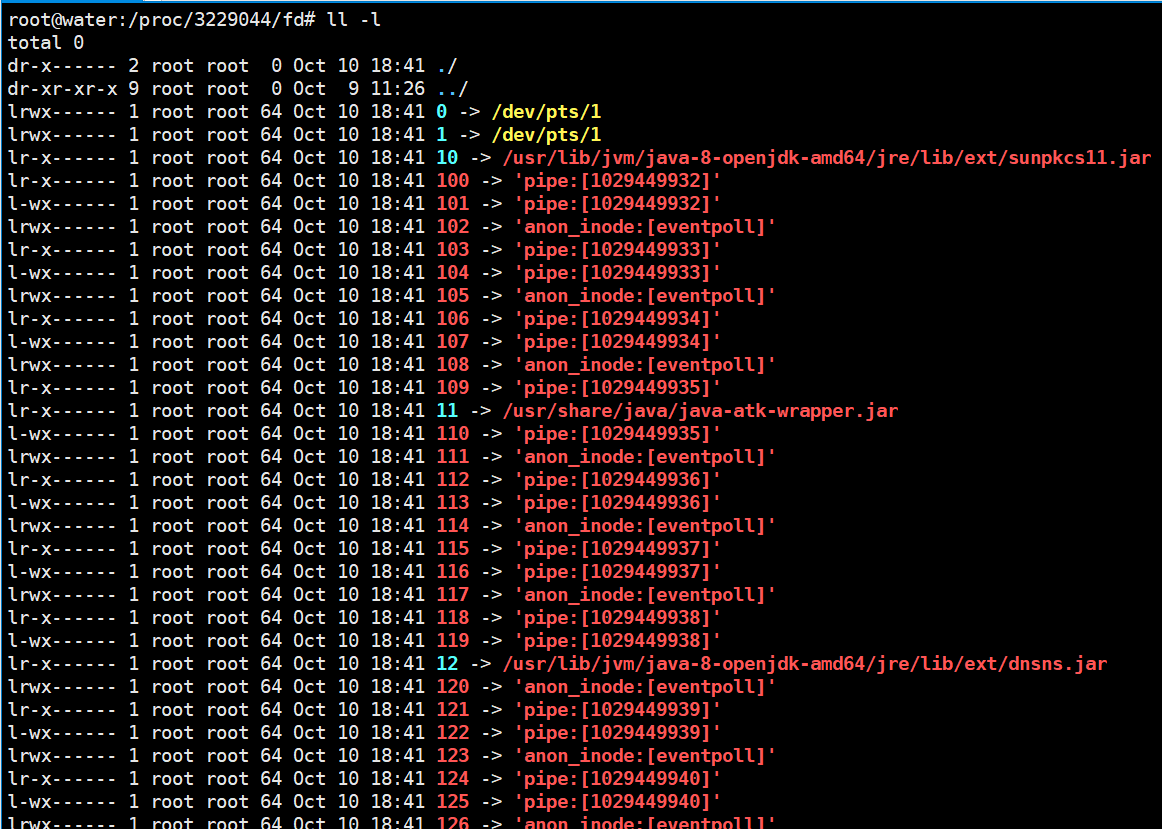 root@water:/proc/3229044/fd# ll -l
total 0
dr-x------ 2 root root  0 Oct 10 18:41 ./
dr-xr-xr-x 9 root root  0 Oct  9 11:26 ../
lrwx------ 1 root root 64 Oct 10 18:41 0 -> /dev/pts/1
lrwx------ 1 root root 64 Oct 10 18:41 1 -> /dev/pts/1
lr-x------ 1 root root 64 Oct 10 18:41 10 -> /usr/lib/jvm/java-8-openjdk-amd64/jre/lib/ext/sunpkcs11.jar
lr-x------ 1 root root 64 Oct 10 18:41 100 -> 'pipe:[1029449932]'
l-wx------ 1 root root 64 Oct 10 18:41 101 -> 'pipe:[1029449932]'
lrwx------ 1 root root 64 Oct 10 18:41 102 -> 'anon_inode:[eventpoll]'
lr-x------ 1 root root 64 Oct 10 18:41 103 -> 'pipe:[1029449933]'
l-wx------ 1 root root 64 Oct 10 18:41 104 -> 'pipe:[1029449933]'
lrwx------ 1 root root 64 Oct 10 18:41 105 -> 'anon_inode:[eventpoll]'
lr-x------ 1 root root 64 Oct 10 18:41 106 -> 'pipe:[1029449934]'
l-wx------ 1 root root 64 Oct 10 18:41 107 -> 'pipe:[1029449934]'
lrwx------ 1 root root 64 Oct 10 18:41 108 -> 'anon_inode:[eventpoll]'
lr-x------ 1 root root 64 Oct 10 18:41 109 -> 'pipe:[1029449935]'
lr-x------ 1 root root 64 Oct 10 18:41 11 -> /usr/share/java/java-atk-wrapper.jar
l-wx------ 1 root root 64 Oct 10 18:41 110 -> 'pipe:[1029449935]'
lrwx------ 1 root root 64 Oct 10 18:41 111 -> 'anon_inode:[eventpoll]'
lr-x------ 1 root root 64 Oct 10 18:41 112 -> 'pipe:[1029449936]'
l-wx------ 1 root root 64 Oct 10 18:41 113 -> 'pipe:[1029449936]'
lrwx------ 1 root root 64 Oct 10 18:41 114 -> 'anon_inode:[eventpoll]'
lr-x------ 1 root root 64 Oct 10 18:41 115 -> 'pipe:[1029449937]'
l-wx------ 1 root root 64 Oct 10 18:41 116 -> 'pipe:[1029449937]'
lrwx------ 1 root root 64 Oct 10 18:41 117 -> 'anon_inode:[eventpoll]'
lr-x------ 1 root root 64 Oct 10 18:41 118 -> 'pipe:[1029449938]'
l-wx------ 1 root root 64 Oct 10 18:41 119 -> 'pipe:[1029449938]'
lr-x------ 1 root root 64 Oct 10 18:41 12 -> /usr/lib/jvm/java-8-openjdk-amd64/jre/lib/ext/dnsns.jar
lrwx------ 1 root root 64 Oct 10 18:41 120 -> 'anon_inode:[eventpoll]'
lr-x------ 1 root root 64 Oct 10 18:41 121 -> 'pipe:[1029449939]'
l-wx------ 1 root root 64 Oct 10 18:41 122 -> 'pipe:[1029449939]'
lrwx------ 1 root root 64 Oct 10 18:41 123 -> 'anon_inode:[eventpoll]'
lr-x------ 1 root root 64 Oct 10 18:41 124 -> 'pipe:[1029449940]'
l-wx------ 1 root root 64 Oct 10 18:41 125 -> 'pipe:[1029449940]'
lrwx------ 1 root root 64 Oct 10 18:41 126 -> 'anon_inode:[eventpoll]'